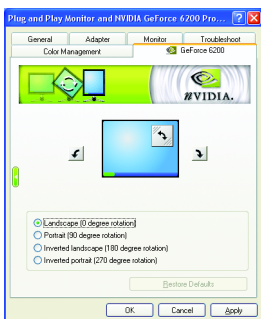 Plug and Play Monitor and NVIDIA GeForce 6200 Pro...
General Adapter Monitor Troubleshoot
Color Management GeForce 6200
NVIDIA.
Landscape (0 degree rotation)
Portrait (90 degree rotation)
Inverted landscape (180 degree rotation)
Inverted portrait (270 degree rotation)
Restore Defaults
OK Cancel Apply